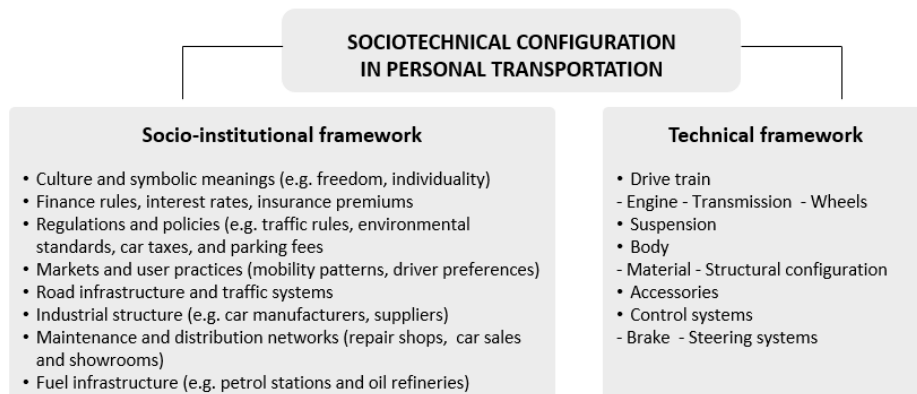 SOCIOTECHNICAL CONFIGURATION
IN PERSONAL TRANSPORTATION
Socio-institutional framework
• Culture and symbolic meanings (e.g. freedom, individuality)
• Finance rules, interest rates, insurance premiums
• Regulations and policies (e.g. traffic rules, environmental
standards, car taxes, and parking fees
• Markets and user practices (mobility patterns, driver preferences)
• Road infrastructure and traffic systems
• Industrial structure (e.g. car manufacturers, suppliers)
• Maintenance and distribution networks (repair shops, car sales
and showrooms)
• Fuel infrastructure (e.g. petrol stations and oil refineries)
Technical framework
• Drive train
- Engine - Transmission - Wheels
• Suspension
• Body
- Material - Structural configuration
• Accessories
• Control systems
- Brake - Steering systems